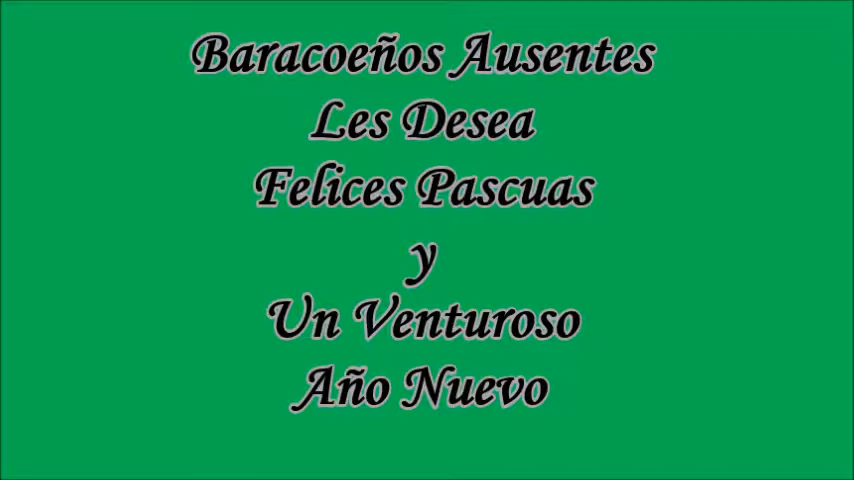 Baracoeños Ausentes
Les Desea
Felices Pascuas
y
Un Venturoso
Año Nuevo